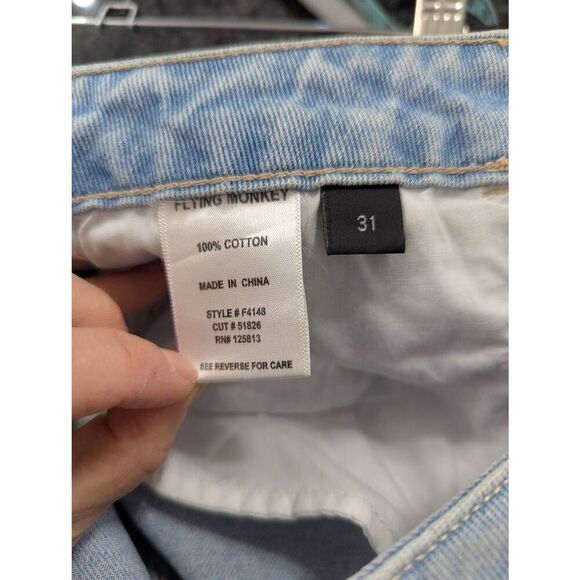 FLYING MONKEY
100% COTTON
MADE IN CHINA
STYLE # F4148
CUT # 51826
RN# 125813
SEE REVERSE FOR CARE
31